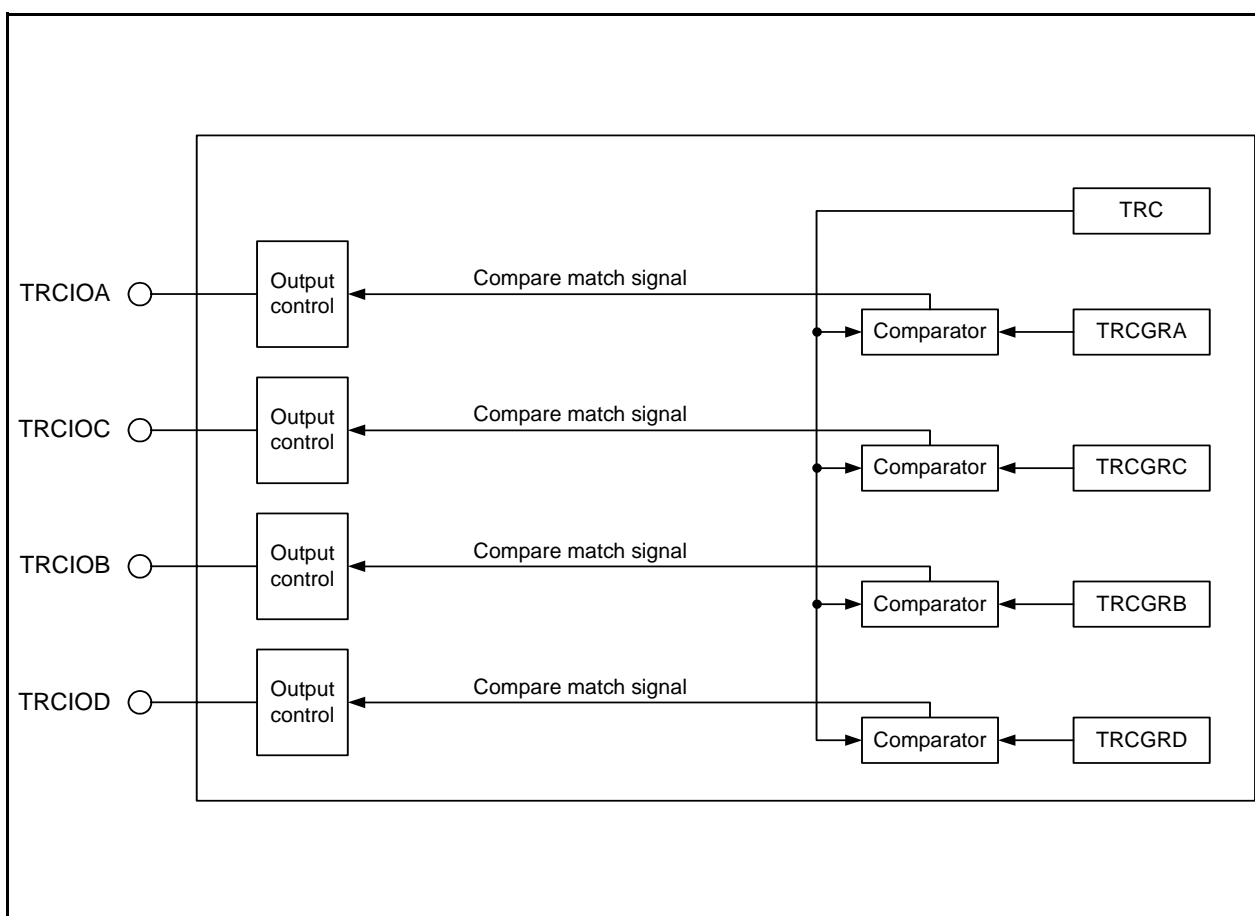 TRC
TRCIOA
Output
control
Compare match signal
Comparator
TRCGRA
TRCIOC
Output
control
Compare match signal
Comparator
TRCGRC
TRCIOB
Output
control
Compare match signal
Comparator
TRCGRB
TRCIOD
Output
control
Compare match signal
Comparator
TRCGRD